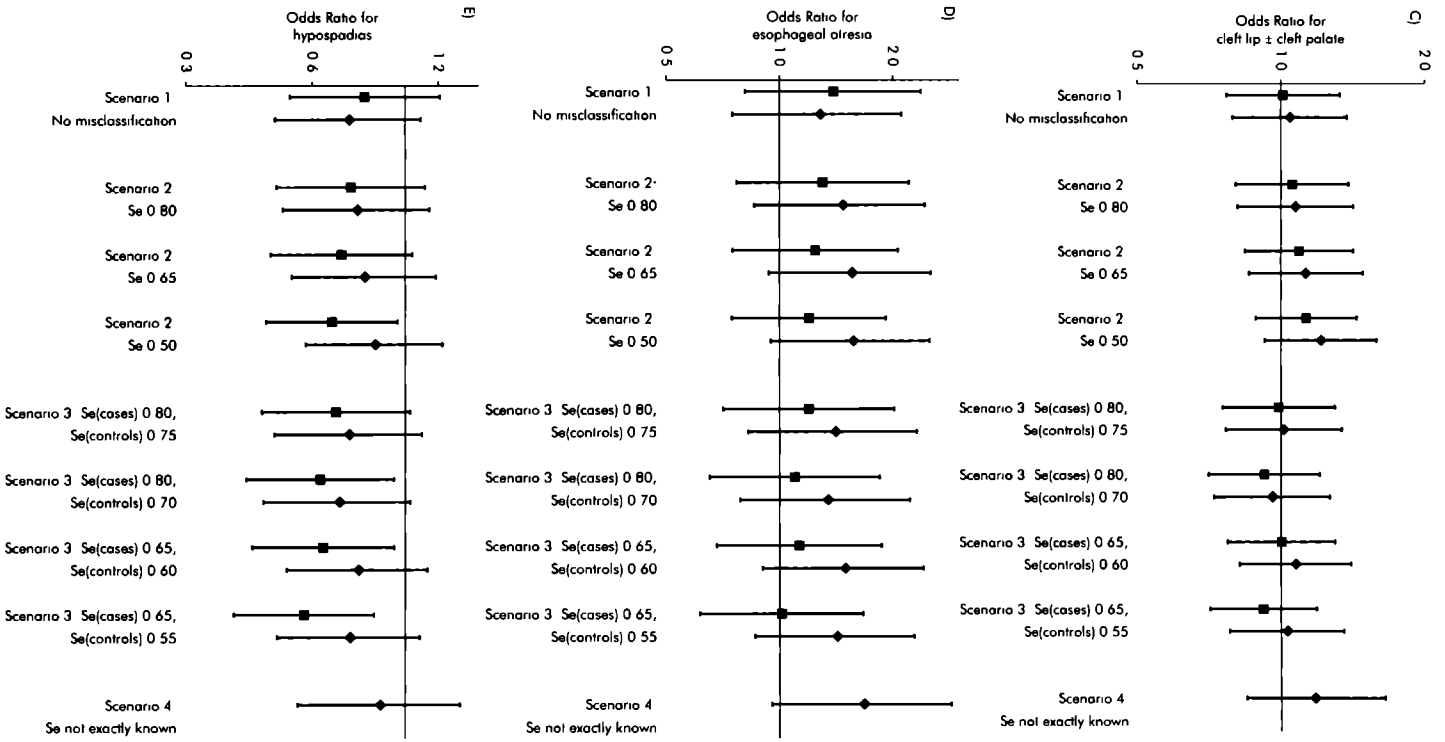 E)
Odds Ratio for
hypospadias
0 3
0 6
1 2
Scenario 1
No misclassification
Scenario 2
Se 0 80
Scenario 2
Se 0 65
Scenario 2
Se 0 50
Scenario 3 Se(cases) 0 80,
Se(controls) 0 75
Scenario 3 Se(cases) 0 80,
Se(controls) 0 70
Scenario 3 Se(cases) 0 65,
Se(controls) 0 60
Scenario 3 Se(cases) 0 65,
Se(controls) 0 55
Scenario 4
Se not exactly known
D)
Odds Ratio for
esophageal atresia
0 5
1 0
2 0
Scenario 1
No misclassification
Scenario 2·
Se 0 80
Scenario 2
Se 0 65
Scenario 2
Se 0 50
Scenario 3 Se(cases) 0 80,
Se(controls) 0 75
Scenario 3 Se(cases) 0 80,
Se(controls) 0 70
Scenario 3 Se(cases) 0 65,
Se(controls) 0 60
Scenario 3 Se(cases) 0 65,
Se(controls) 0 55
Scenario 4
Se not exactly known
C)
Odds Ratio for
cleft lip ± cleft palate
0 5
1 0
2 0
Scenario 1
No misclassification
Scenario 2
Se 0 80
Scenario 2
Se 0 65
Scenario 2
Se 0 50
Scenario 3 Se(cases) 0 80,
Se(controls) 0 75
Scenario 3 Se(cases) 0 80,
Se(controls) 0 70
Scenario 3 Se(cases) 0 65,
Se(controls) 0 60
Scenario 3 Se(cases) 0 65,
Se(controls) 0 55
Scenario 4
Se not exactly known